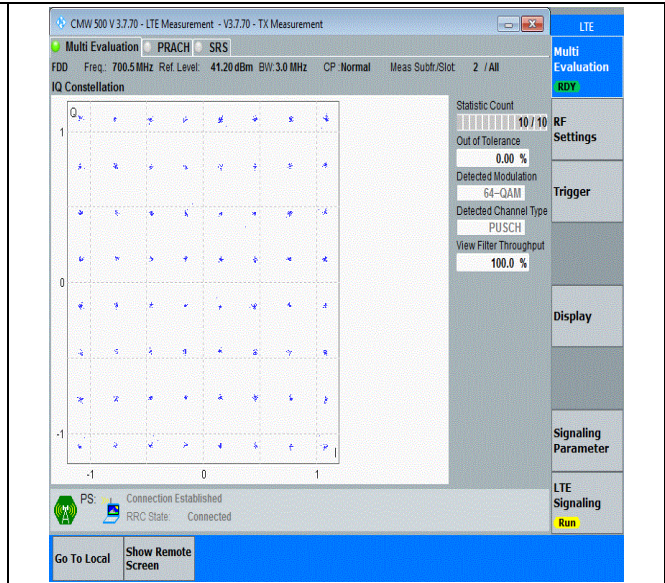 CMW 500 V 3.7.70 - LTE Measurement - V3.7.70 - TX Measurement
LTE
Multi Evaluation PRACH SRS
FDD Freq.: 700.5 MHz Ref. Level: 41.20 dBm BW: 3.0 MHz CP :Normal Meas Subfr./Slot: 2 / All
IQ Constellation
Q
1
0
-1
-1 0 1
I
Statistic Count
10 / 10
Out of Tolerance
0.00 %
Detected Modulation
64-QAM
Detected Channel Type
PUSCH
View Filter Throughput
100.0 %
Multi
Evaluation
RDY
RF
Settings
Trigger
Display
Signaling
Parameter
LTE
Signaling
Run
PS: Connection Established
RRC State: Connected
Go To Local
Show Remote
Screen